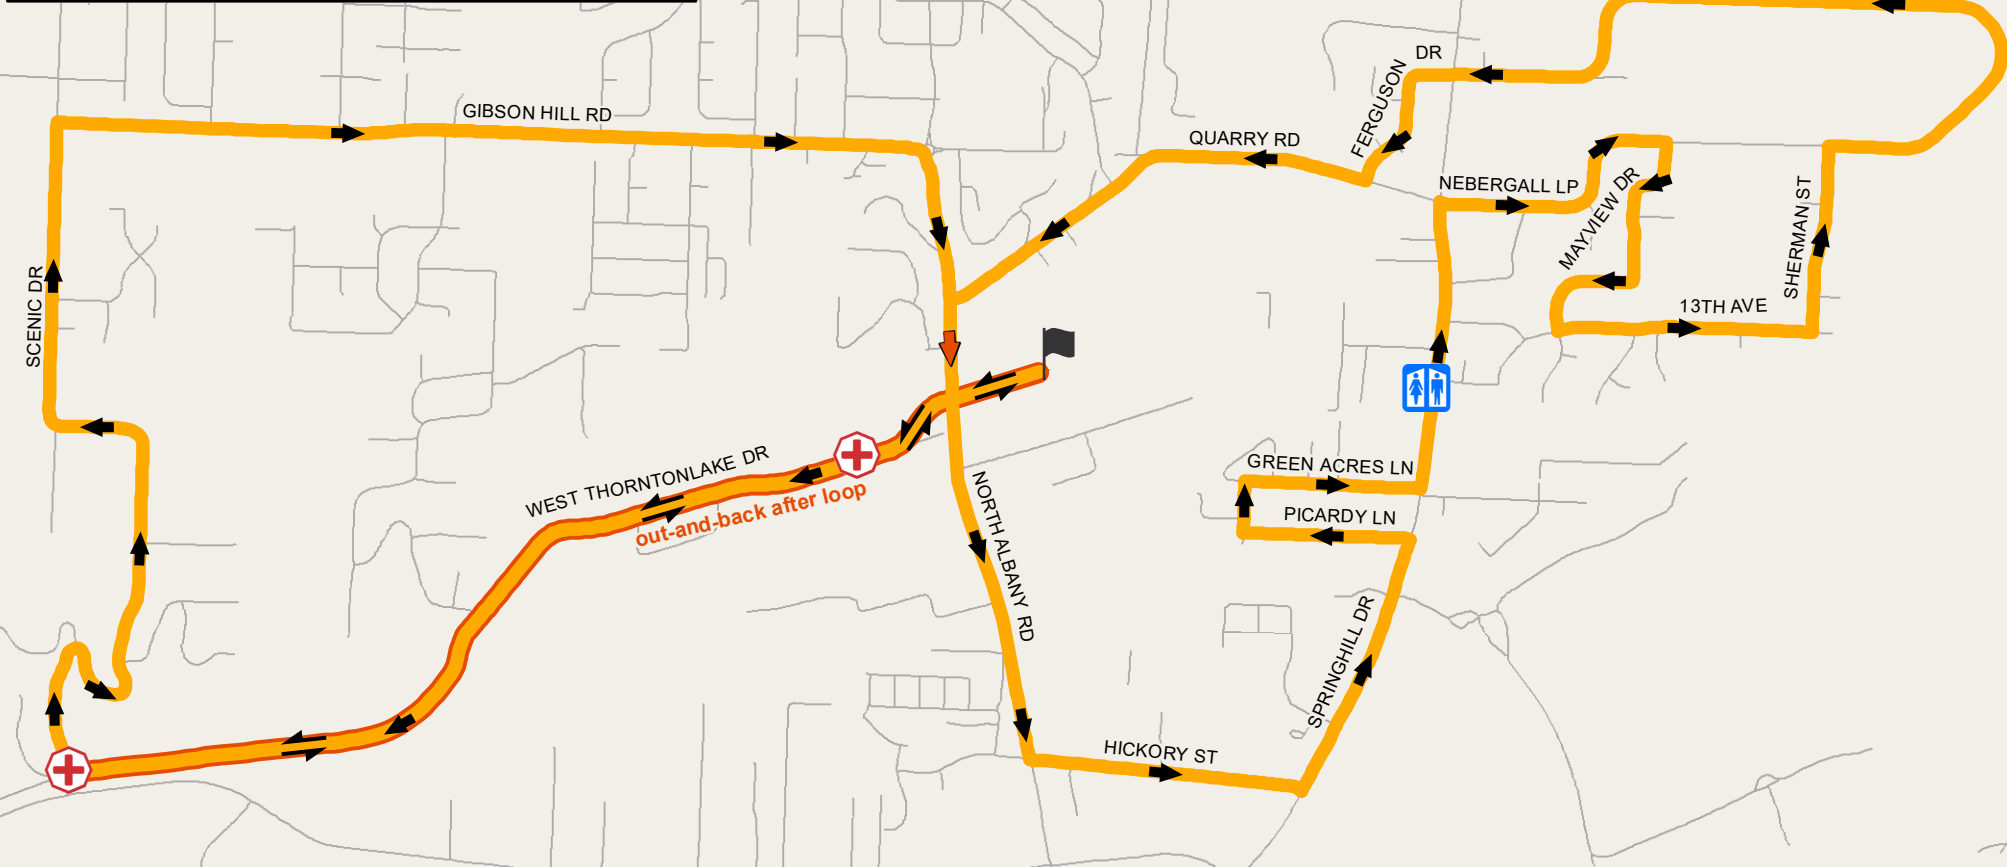 DR
FERGUSON
GIBSON HILL RD
QUARRY RD
NEBERGALL LP
MAYVIEW DR
SHERMAN ST
SCENIC DR
13TH AVE
WEST THORNTONLAKE DR
out-and-back after loop
GREEN ACRES LN
NORTH ALBANY RD
PICARDY LN
SPRINGHILL DR
HICKORY ST